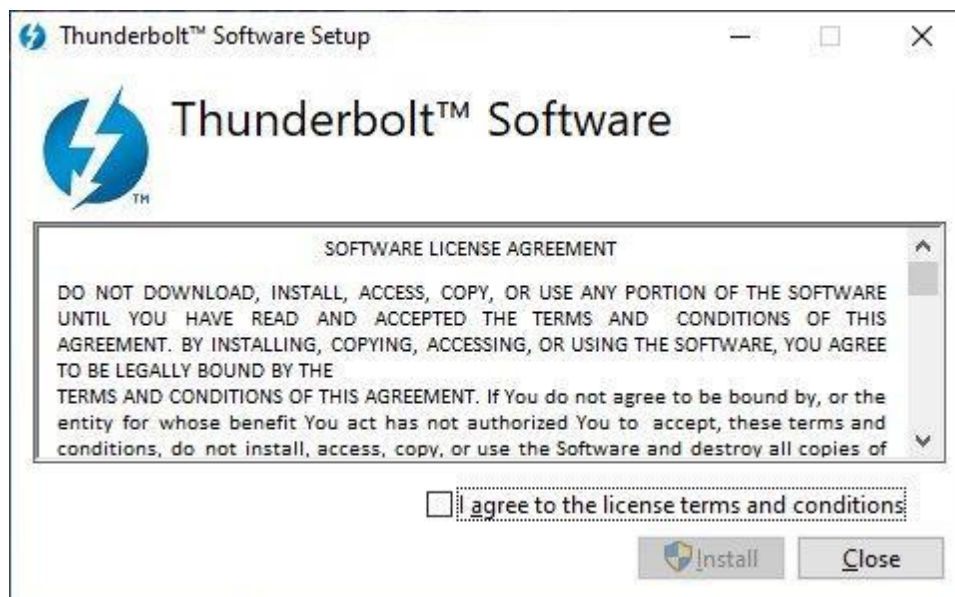 Thunderbolt™ Software Setup
Thunderbolt™ Software
TM
SOFTWARE LICENSE AGREEMENT
DO NOT DOWNLOAD, INSTALL, ACCESS, COPY, OR USE ANY PORTION OF THE SOFTWARE
UNTIL YOU HAVE READ AND ACCEPTED THE TERMS AND CONDITIONS OF THIS
AGREEMENT. BY INSTALLING, COPYING, ACCESSING, OR USING THE SOFTWARE, YOU AGREE
TO BE LEGALLY BOUND BY THE
TERMS AND CONDITIONS OF THIS AGREEMENT. If You do not agree to be bound by, or the
entity for whose benefit You act has not authorized You to accept, these terms and
conditions, do not install, access, copy, or use the Software and destroy all copies of
I agree to the license terms and conditions
Install
Close